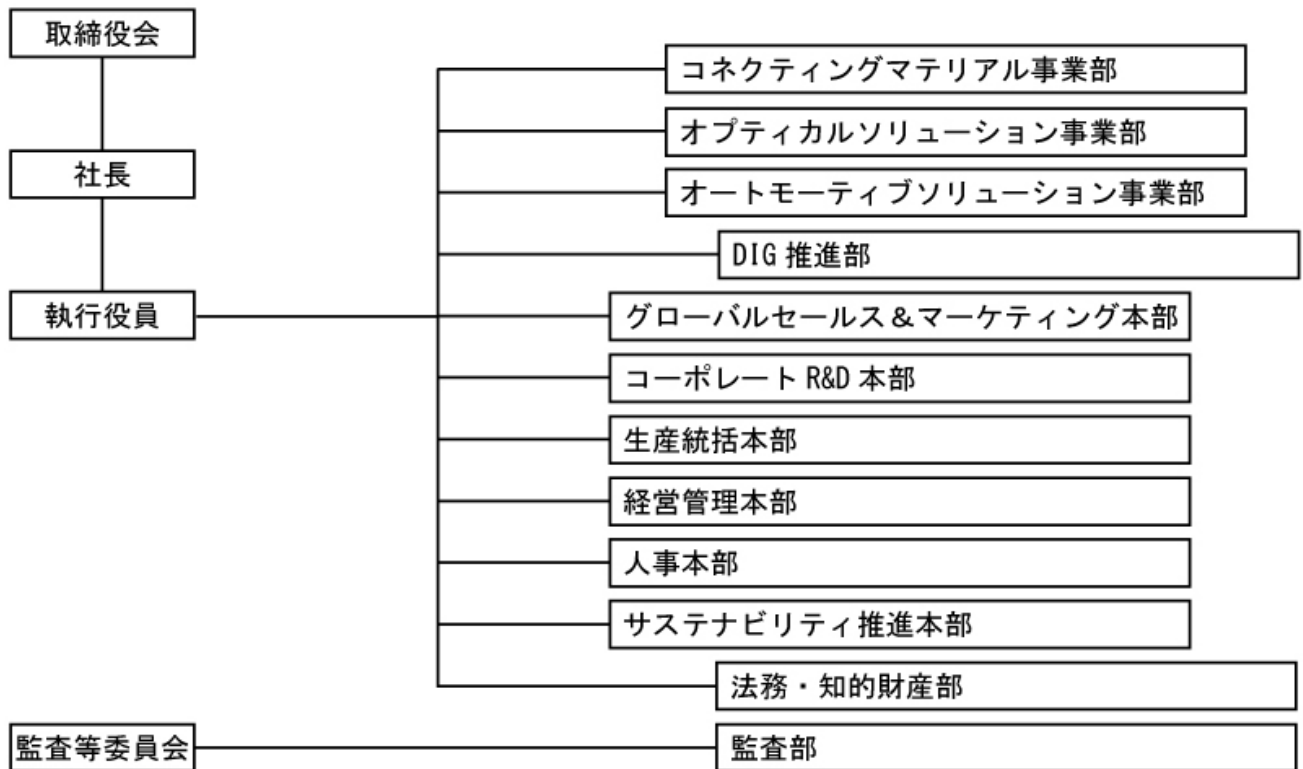 取締役会
社長
執行役員
コネクティングマテリアル事業部
オプティカルソリューション事業部
オートモーティブソリューション事業部
DIG 推進部
グローバルセールス＆マーケティング本部
コーポレート R&D 本部
生産統括本部
経営管理本部
人事本部
サステナビリティ推進本部
法務・知的財産部
監査等委員会
監査部